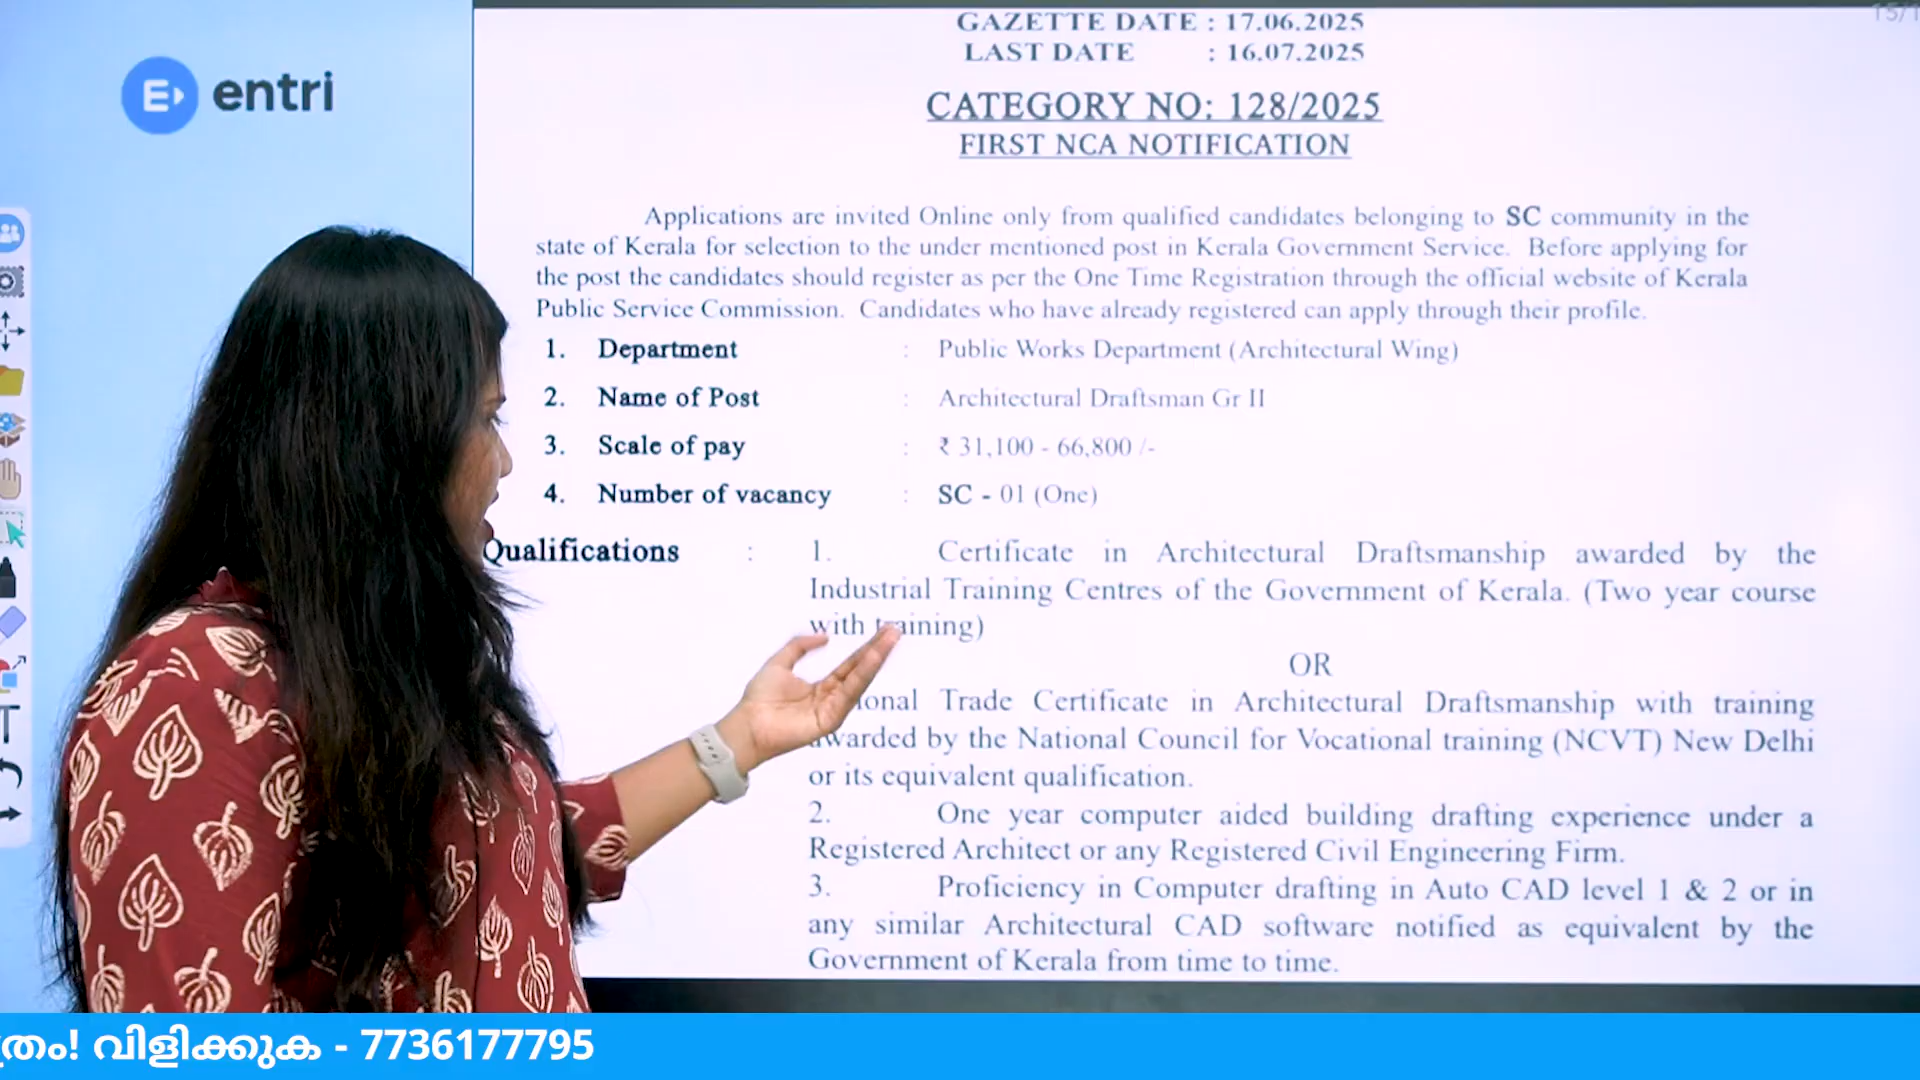 GAZETTE DATE : 17.06.2025
LAST DATE : 16.07.2025
CATEGORY NO: 128/2025
FIRST NCA NOTIFICATION
entri
Applications are invited Online only from qualified candidates belonging to SC community in the
state of Kerala for selection to the under mentioned post in Kerala Government Service. Before applying for
the post the candidates should register as per the One Time Registration through the official website of Kerala
Public Service Commission. Candidates who have already registered can apply through their profile.
1. Department : Public Works Department (Architectural Wing)
2. Name of Post : Architectural Draftsman Gr II
3. Scale of pay : ₹ 31,100 - 66,800 /-
4. Number of vacancy : SC - 01 (One)
Qualifications : 1. Certificate in Architectural Draftsmanship awarded by the
Industrial Training Centres of the Government of Kerala. (Two year course
with training)
OR
Trade Certificate in Architectural Draftsmanship with training
awarded by the National Council for Vocational training (NCVT) New Delhi
or its equivalent qualification.
2. One year computer aided building drafting experience under a
Registered Architect or any Registered Civil Engineering Firm.
3. Proficiency in Computer drafting in Auto CAD level 1 & 2 or in
any similar Architectural CAD software notified as equivalent by the
Government of Kerala from time to time.
വിളിക്കുക - 7736177795